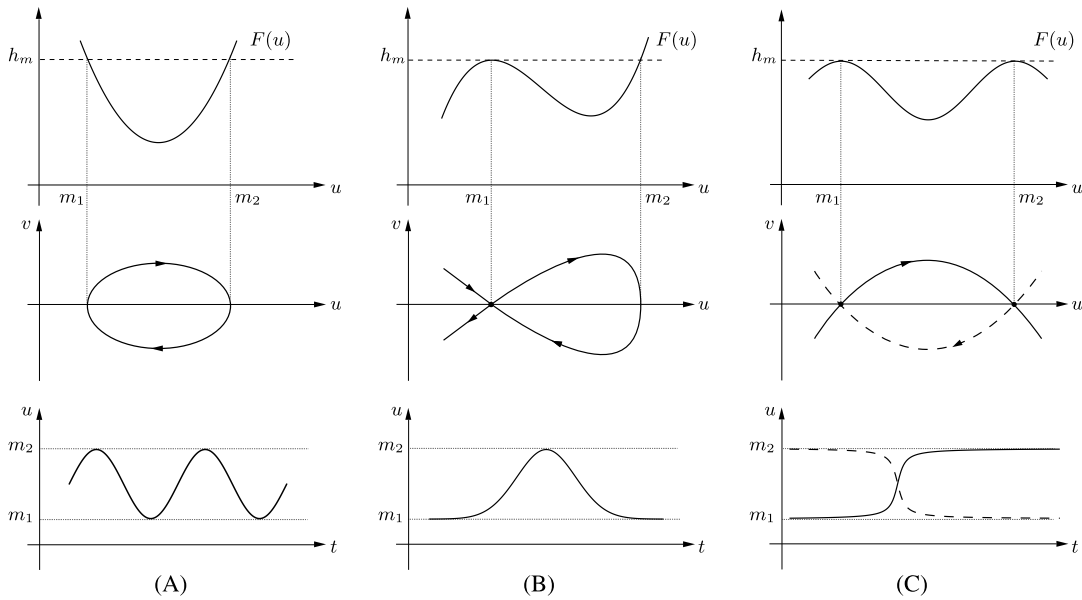 F(u) F(u) F(u)
h_m h_m h_m
m_1 m_2 u m_1 m_2 u m_1 m_2 u
v v v
u u u
u u u
m_2 m_2 m_2
m_1 m_1 m_1
t t t
(A) (B) (C)